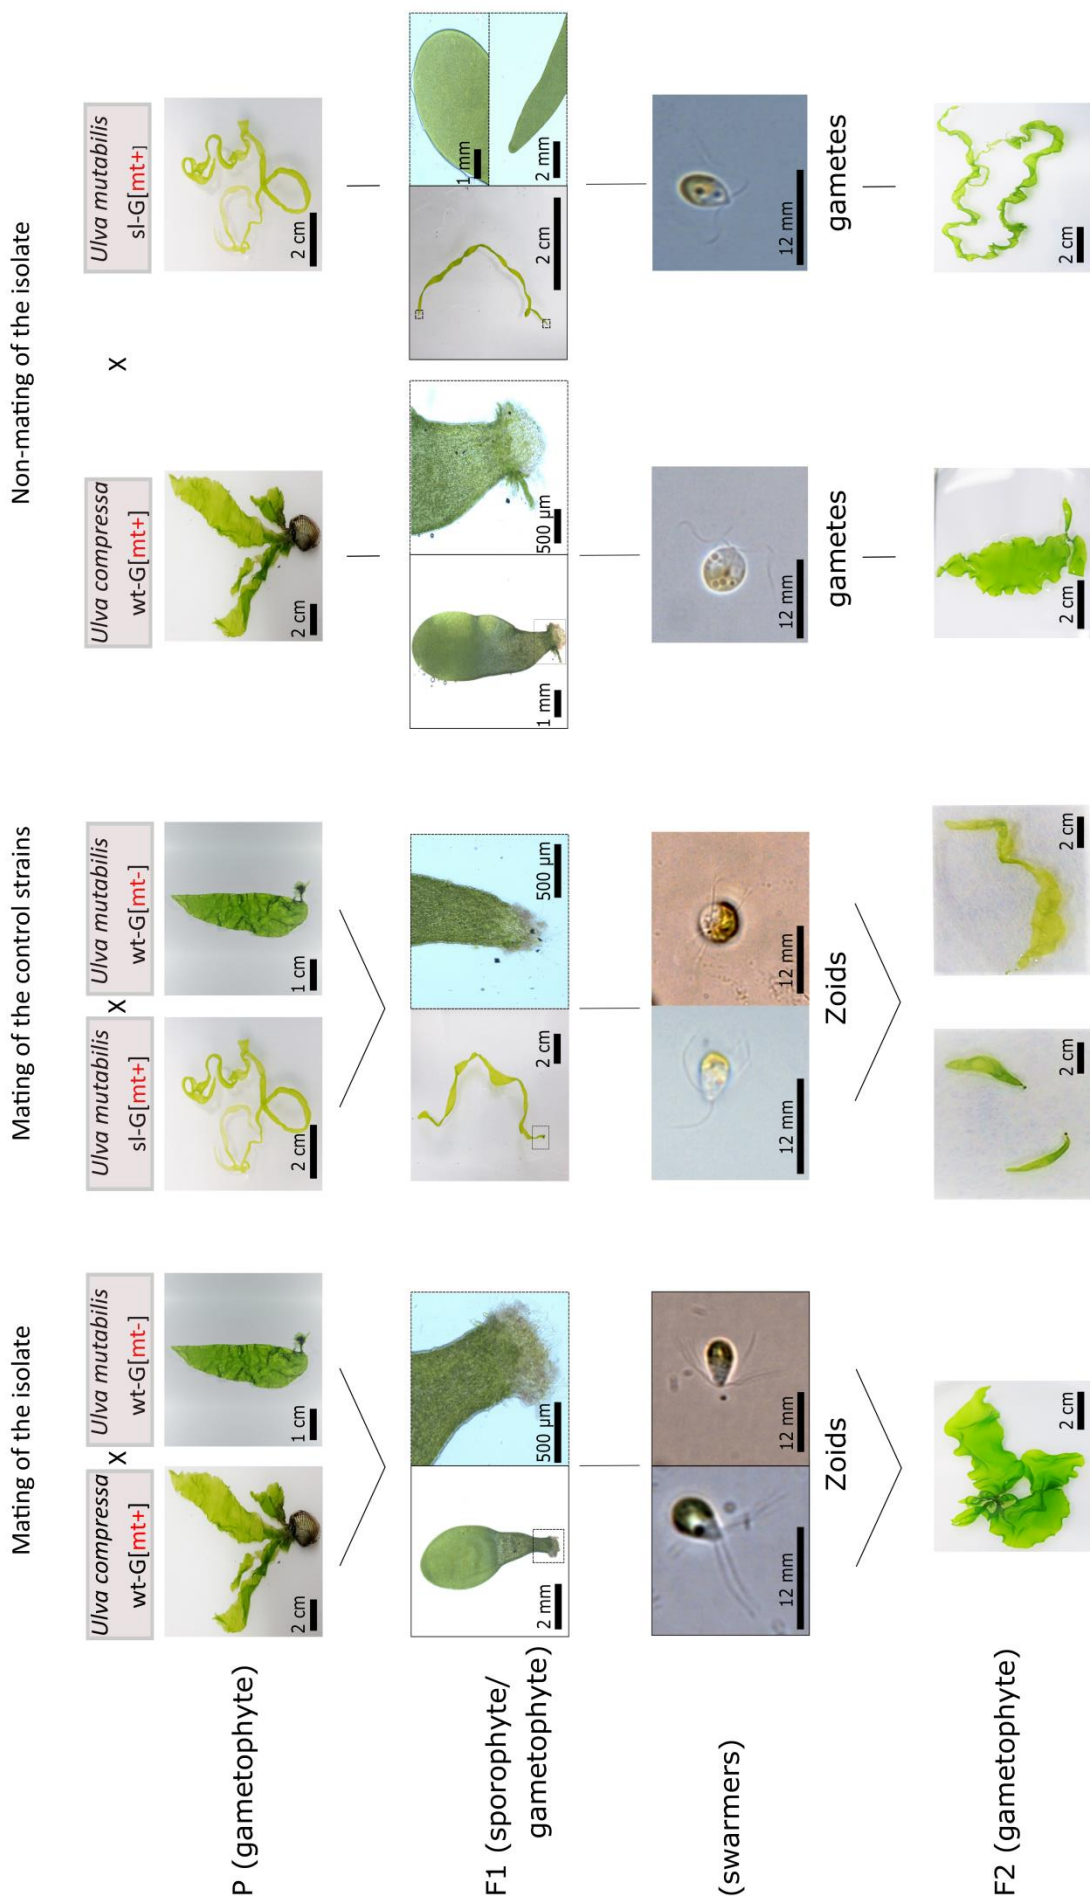 Mating of the isolate
Mating of the control strains
Non-mating of the isolate
Ulva compressa
wt-G[mt+]
X
Ulva mutabilis
wt-G[mt-]
Ulva mutabilis
sl-G[mt+]
X
Ulva mutabilis
wt-G[mt-]
Ulva compressa
wt-G[mt+]
X
Ulva mutabilis
sl-G[mt+]
P (gametophyte)
2 cm
1 cm
2 cm
1 cm
2 cm
2 cm
F1 (sporophyte/
gametophyte)
2 mm
500 µm
2 cm
500 µm
1 mm
500 µm
2 cm
1 mm
2 mm
(swarmers)
12 mm
12 mm
12 mm
12 mm
12 mm
12 mm
Zoids
Zoids
gametes
gametes
F2 (gametophyte)
2 cm
2 cm
2 cm
2 cm
2 cm